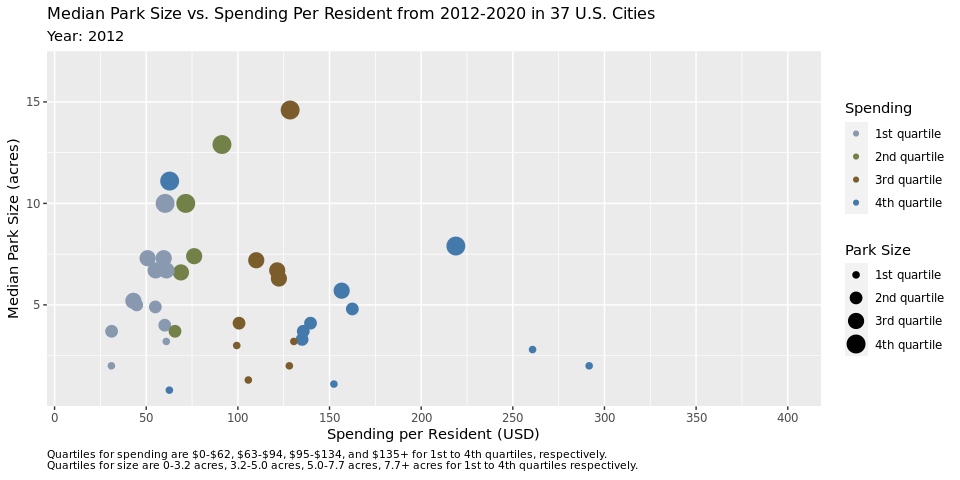 Median Park Size vs. Spending Per Resident from 2012-2020 in 37 U.S. Cities
Year: 2012
Median Park Size (acres)
15
10
5
0
50
100
150
200
250
300
350
400
Spending per Resident (USD)
Spending
1st quartile
2nd quartile
3rd quartile
4th quartile
Park Size
1st quartile
2nd quartile
3rd quartile
4th quartile
Quartiles for spending are $0-$62, $63-$94, $95-$134, and $135+ for 1st to 4th quartiles, respectively.
Quartiles for size are 0-3.2 acres, 3.2-5.0 acres, 5.0-7.7 acres, 7.7+ acres for 1st to 4th quartiles respectively.